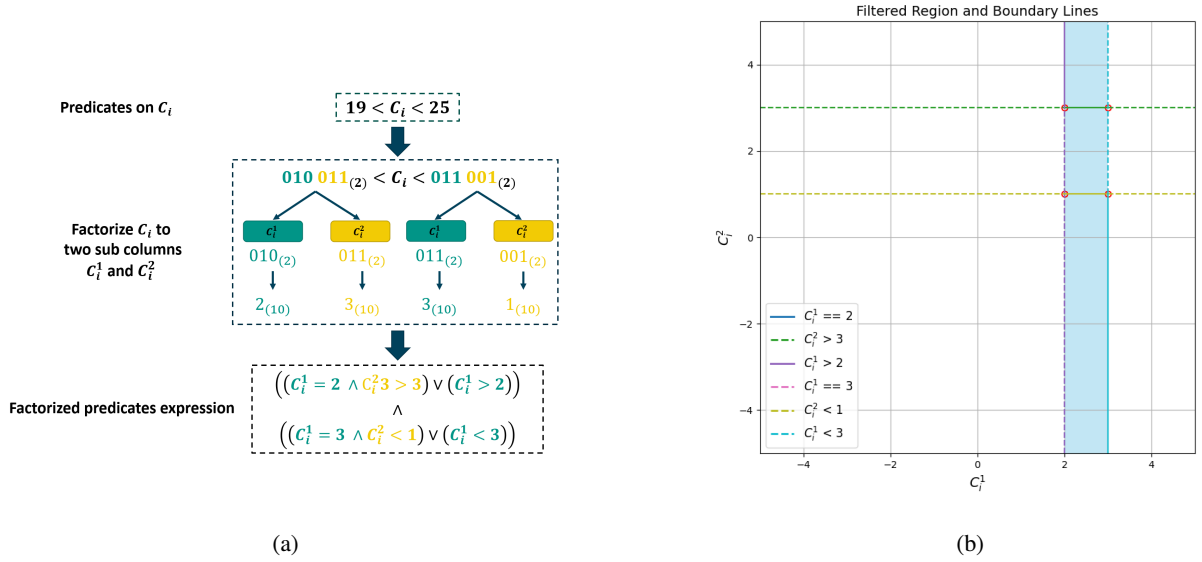 Predicates on C_i
19 < C_i < 25
010 011₍₂₎ < C_i < 011 001₍₂₎
Factorize C_i to
two sub columns
C_i^1 and C_i^2
C_i^1 C_i^2 C_i^1 C_i^2
010₍₂₎ 011₍₂₎ 011₍₂₎ 001₍₂₎
2₍₁₀₎ 3₍₁₀₎ 3₍₁₀₎ 1₍₁₀₎
Factorized predicates expression
((C_i^1 = 2 ∧ C_i^2 3 > 3) ∨ (C_i^1 > 2))
∧
((C_i^1 = 3 ∧ C_i^2 < 1) ∨ (C_i^1 < 3))
(a)
Filtered Region and Boundary Lines
4
2
0
−2
−4
C_i^2
C_i^1 == 2
C_i^2 > 3
C_i^1 > 2
C_i^1 == 3
C_i^2 < 1
C_i^1 < 3
−4 −2 0 2 4
C_i^1
(b)